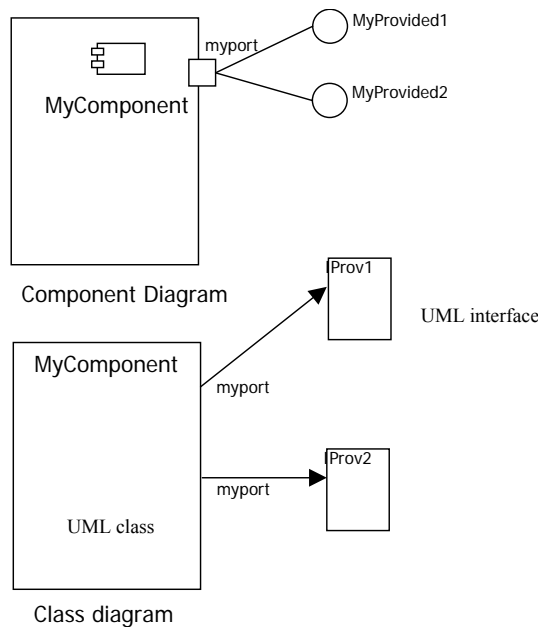 MyProvided1
myport
MyProvided2
MyComponent
Component Diagram
IProv1
UML interface
MyComponent
myport
IProv2
myport
UML class
Class diagram